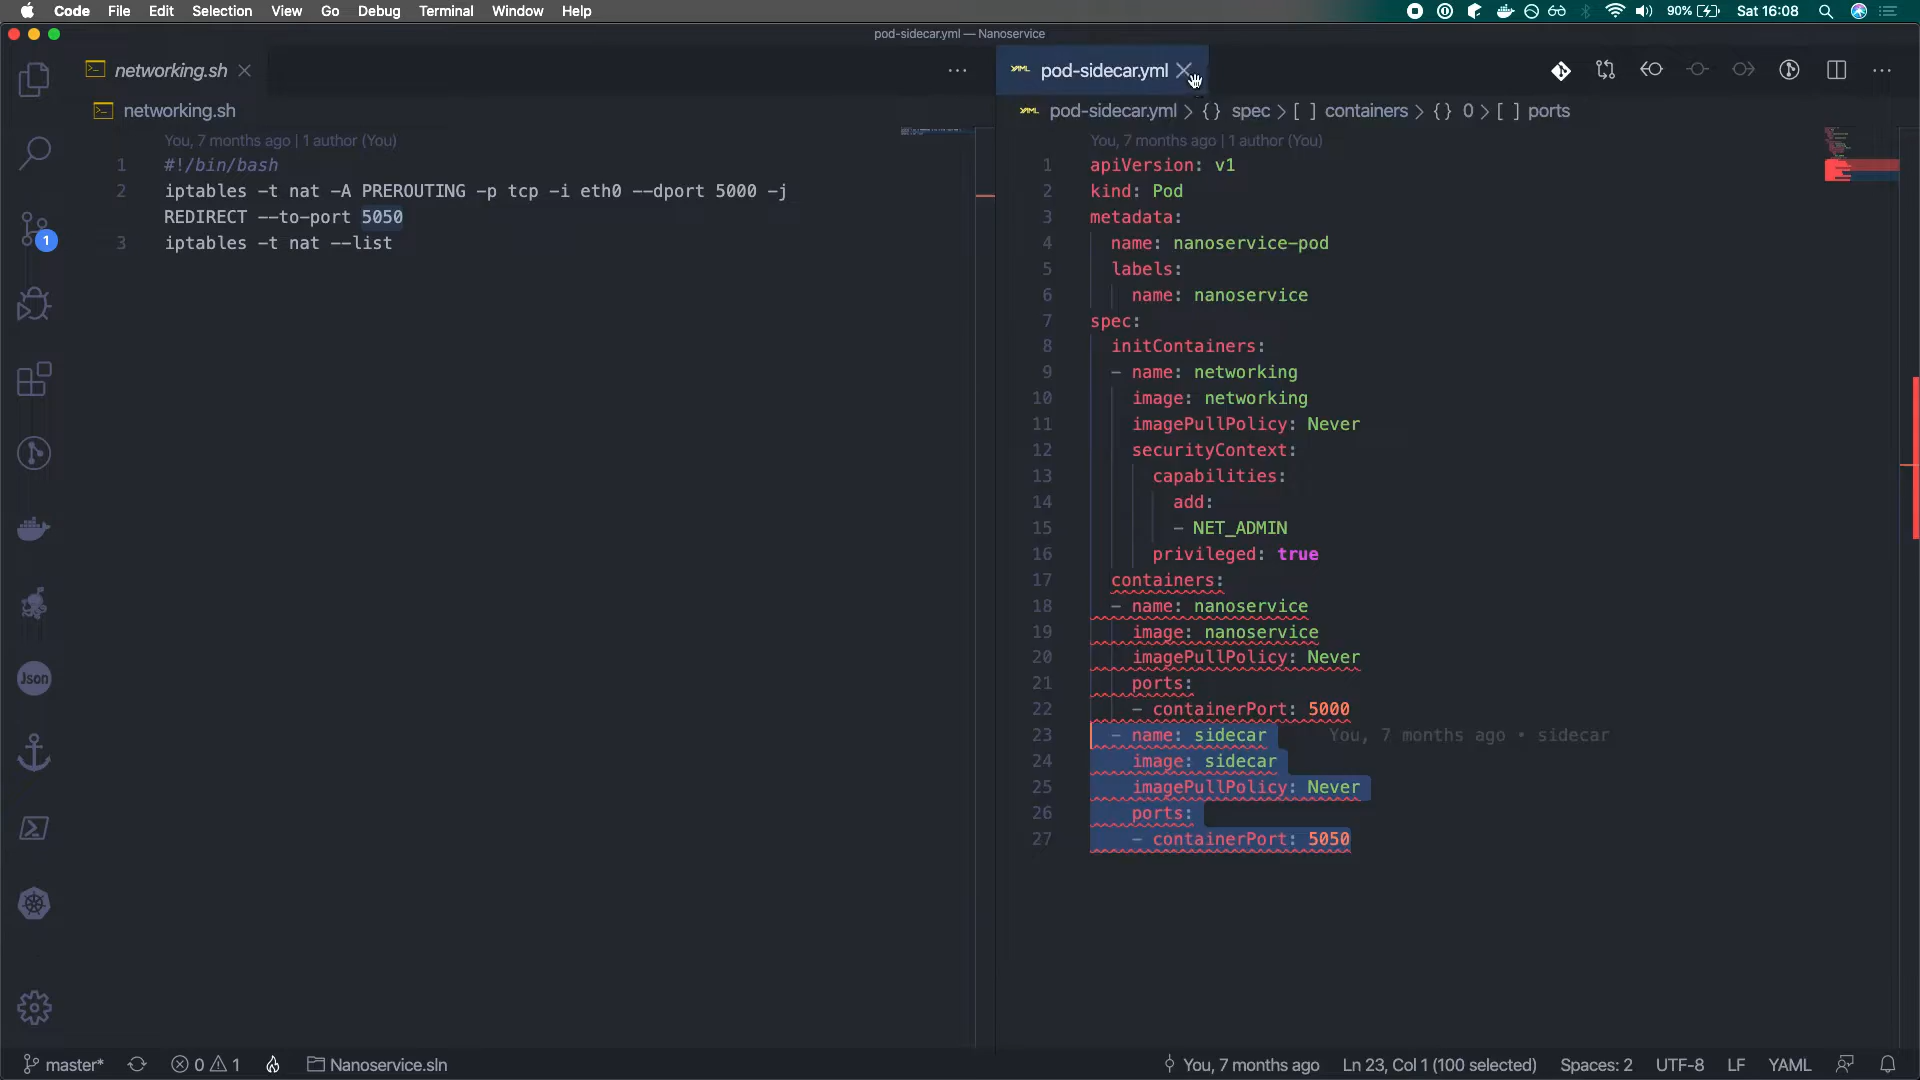 Code File Edit Selection View Go Debug Terminal Window Help 90% Sat 16:08
pod-sidecar.yml — Nanoservice
networking.sh
YAML pod-sidecar.yml
networking.sh
YAML pod-sidecar.yml > {} spec > [ ] containers > {} 0 > [ ] ports
You, 7 months ago | 1 author (You)
1 #!/bin/bash
2 iptables -t nat -A PREROUTING -p tcp -i eth0 --dport 5000 -j
REDIRECT --to-port 5050
3 iptables -t nat --list
You, 7 months ago | 1 author (You)
1 apiVersion: v1
2 kind: Pod
3 metadata:
4 name: nanoservice-pod
5 labels:
6 name: nanoservice
7 spec:
8 initContainers:
9 - name: networking
10 image: networking
11 imagePullPolicy: Never
12 securityContext:
13 capabilities:
14 add:
15 - NET_ADMIN
16 privileged: true
17 containers:
18 - name: nanoservice
19 image: nanoservice
20 imagePullPolicy: Never
21 ports:
22 - containerPort: 5000
23 - name: sidecar You, 7 months ago • sidecar
24 image: sidecar
25 imagePullPolicy: Never
26 ports:
27 - containerPort: 5050
1
Json
master* 0 1 Nanoservice.sln You, 7 months ago Ln 23, Col 1 (100 selected) Spaces: 2 UTF-8 LF YAML